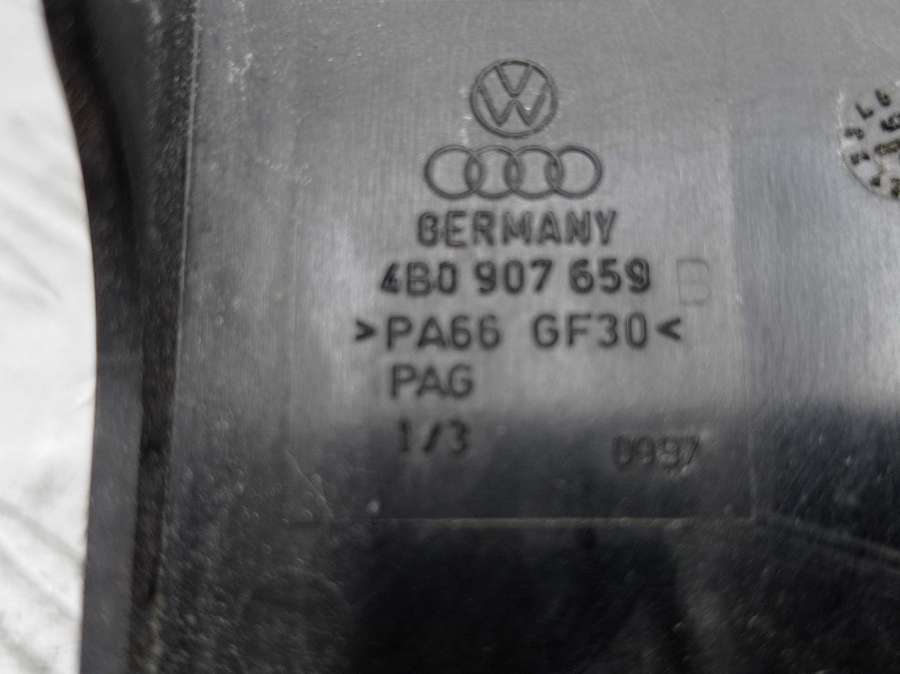 GERMANY
4B0 907 659 B
>PA66 GF30<
PAG
1/3 0997